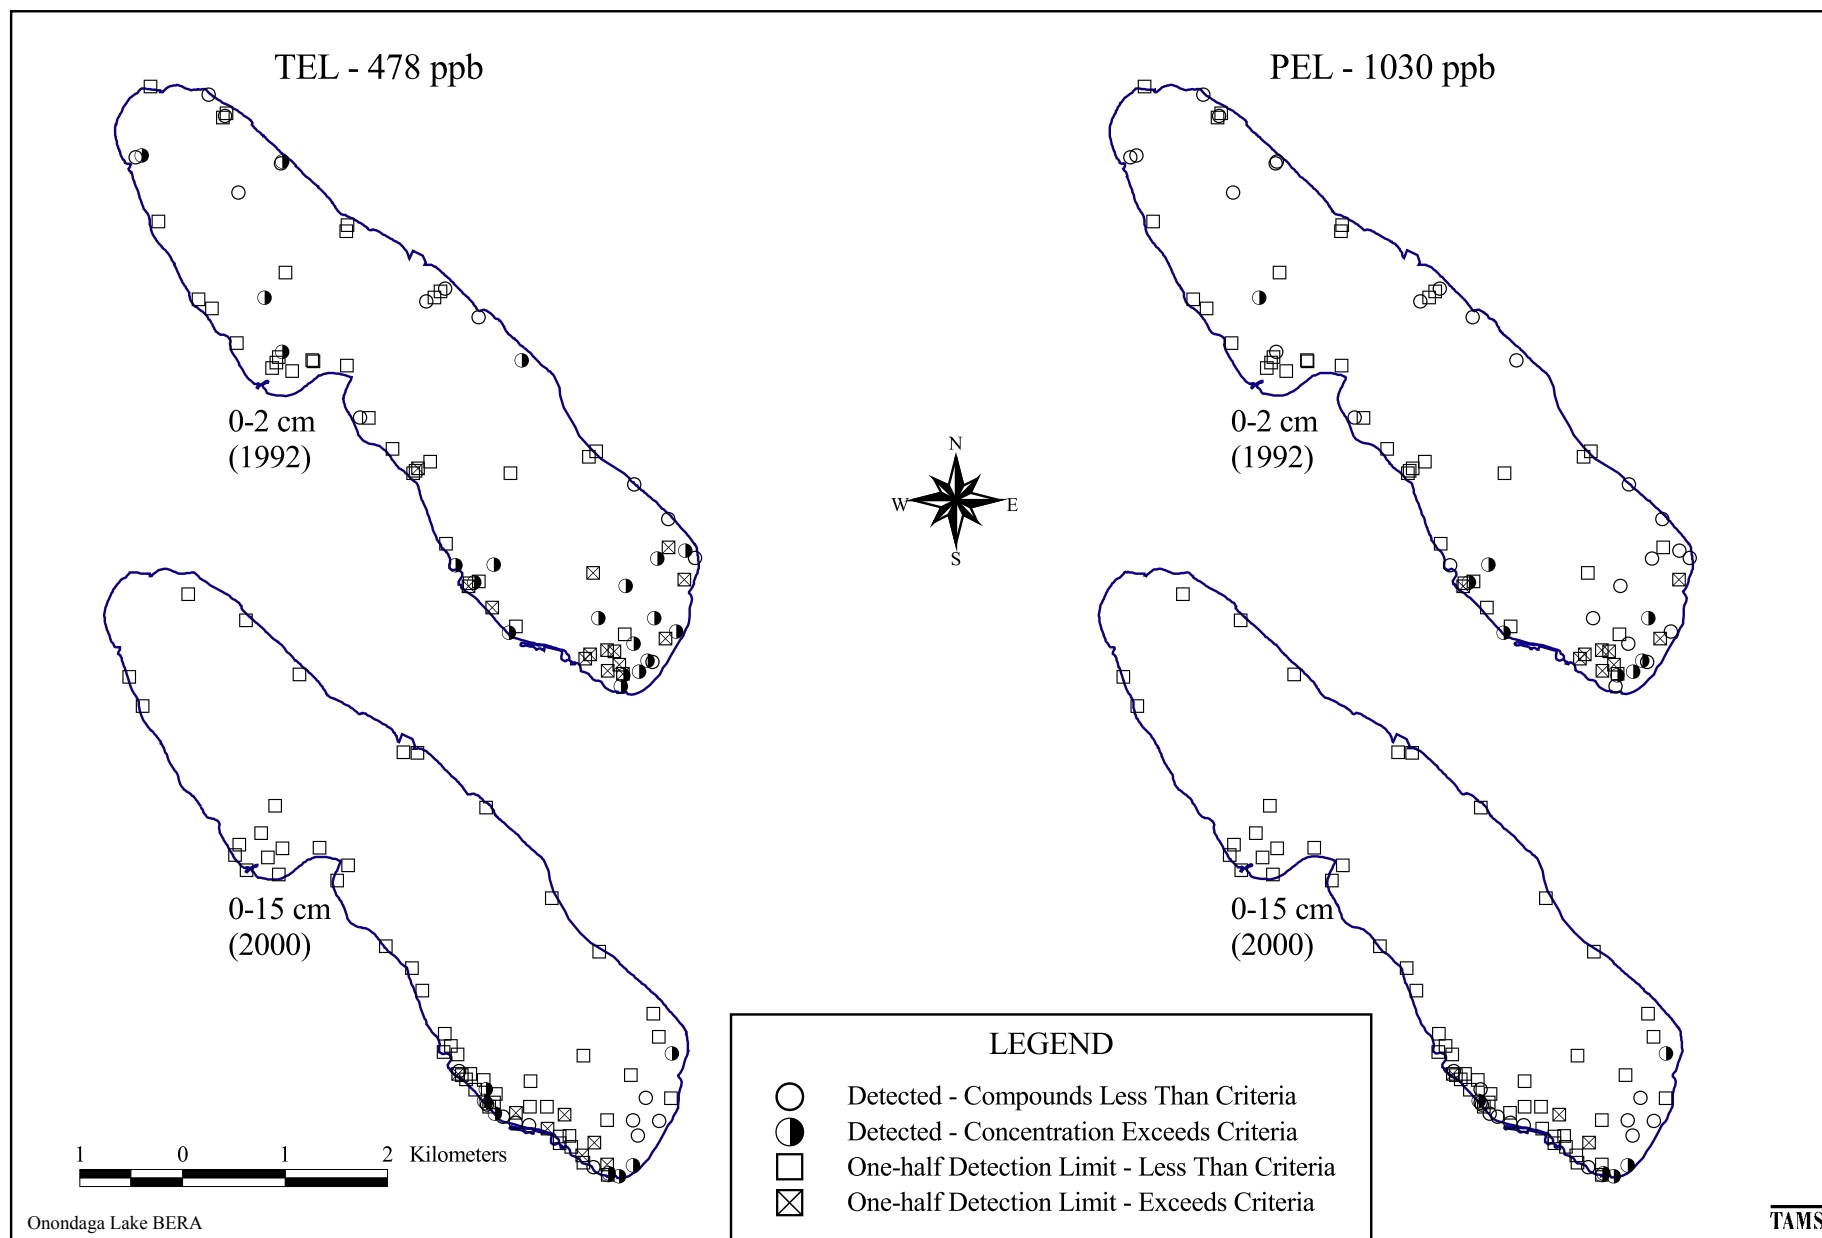 TEL - 478 ppb
PEL - 1030 ppb
0-2 cm
(1992)
0-2 cm
(1992)
N
W E
S
0-15 cm
(2000)
0-15 cm
(2000)
LEGEND
Detected - Compounds Less Than Criteria
Detected - Concentration Exceeds Criteria
One-half Detection Limit - Less Than Criteria
One-half Detection Limit - Exceeds Criteria
1 0 1 2 Kilometers
Onondaga Lake BERA
TAMS